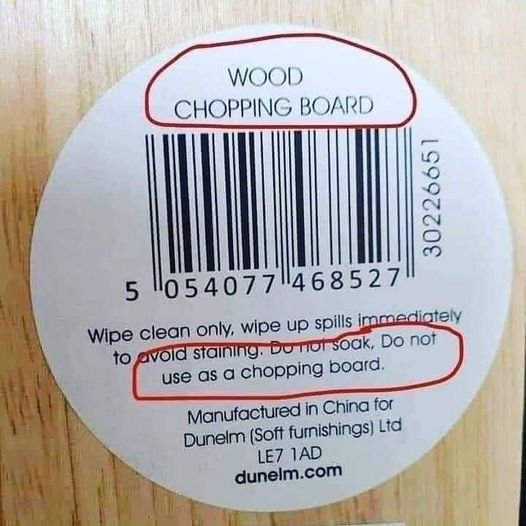 WOOD
CHOPPING BOARD
30226651
5 054077 468527
Wipe clean only, wipe up spills immediately
to avoid staining. Do not soak, Do not
use as a chopping board.
Manufactured in China for
Dunelm (Soft furnishings) Ltd
LE7 1AD
dunelm.com